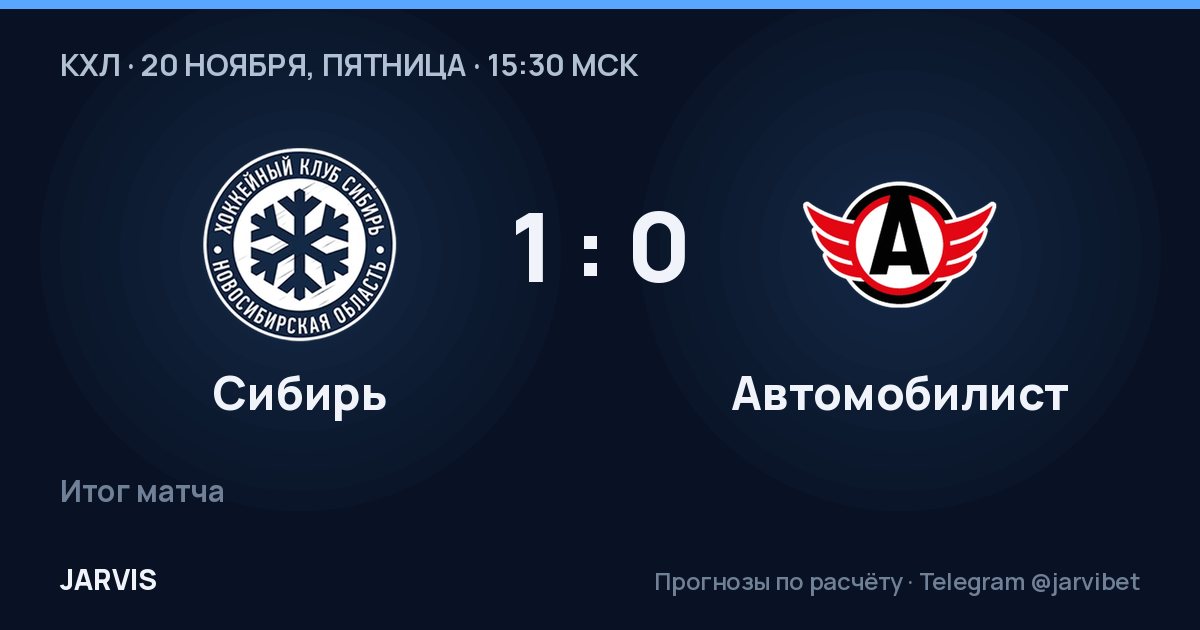 КХЛ · 20 НОЯБРЯ, ПЯТНИЦА · 15:30 МСК
ХОККЕЙНЫЙ КЛУБ СИБИРЬ
• НОВОСИБИРСКАЯ ОБЛАСТЬ •
1 : 0
А
Сибирь
Автомобилист
Итог матча
JARVIS
Прогнозы по расчёту · Telegram @jarvibet